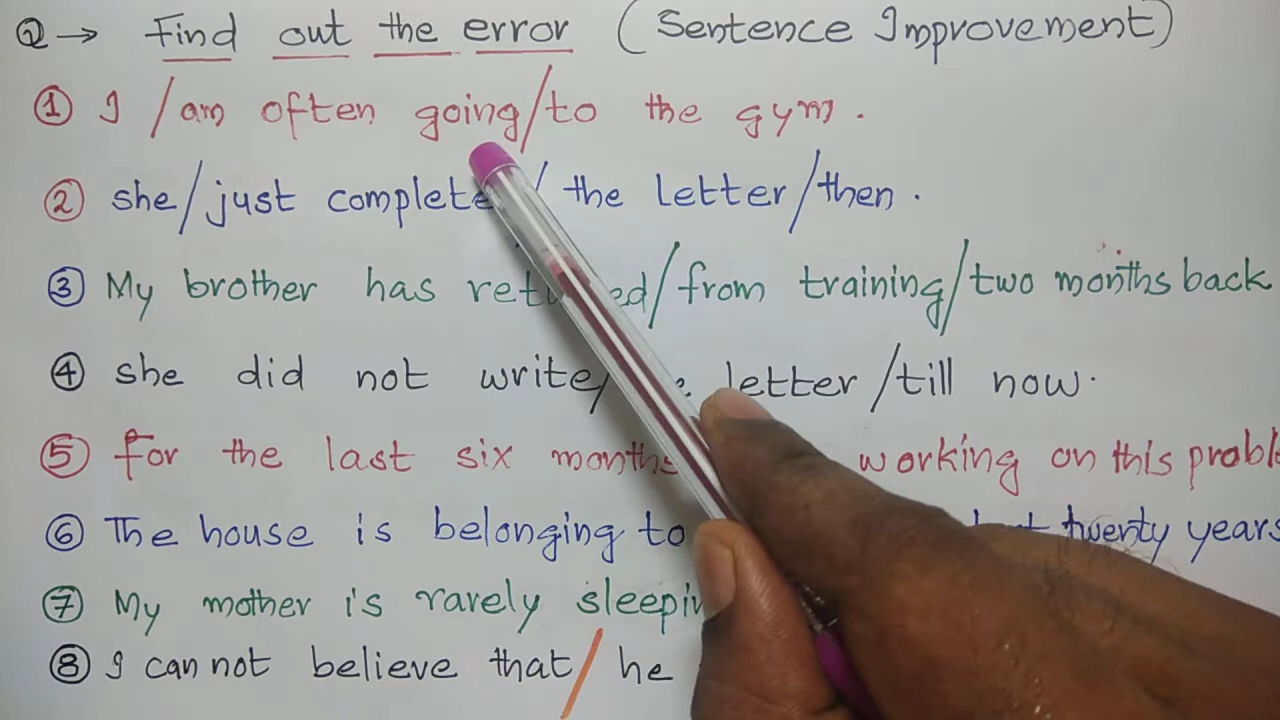 Q → Find out the error (Sentence Improvement)
① I /am often going/to the gym.
② she/just / the letter/then.
③ My brother has /from training/two months back
④ she did not write/ letter /till now.
⑤ For the last six months working on this
⑥ The house is belonging to twenty years
⑦ My mother is rarely
⑧ I can not believe that/ he